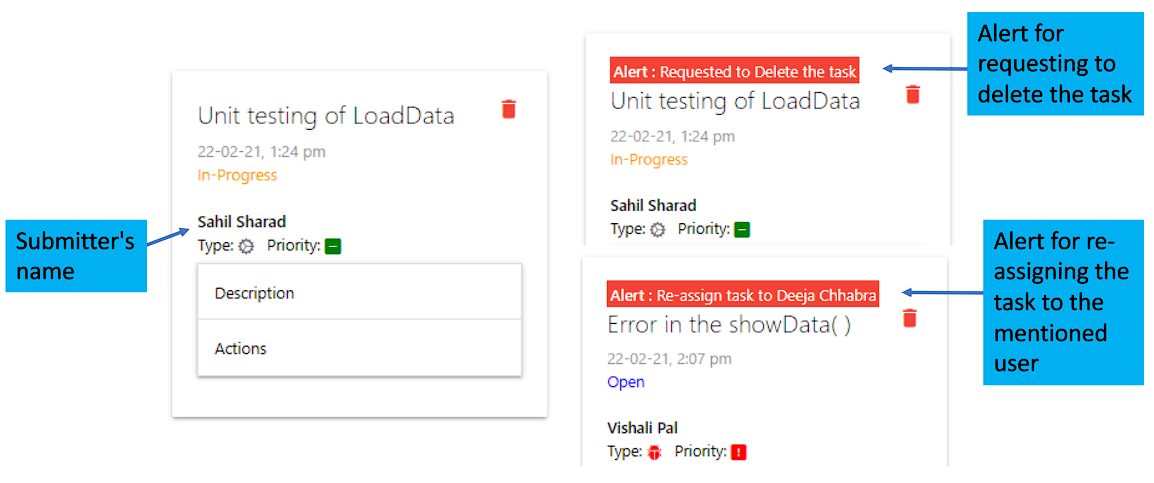 Submitter's
name
Unit testing of LoadData
22-02-21, 1:24 pm
In-Progress
Sahil Sharad
Type: Priority:
Description
Actions
Alert : Requested to Delete the task
Unit testing of LoadData
22-02-21, 1:24 pm
In-Progress
Sahil Sharad
Type: Priority:
Alert for
requesting to
delete the task
Alert : Re-assign task to Deeja Chhabra
Error in the showData( )
22-02-21, 2:07 pm
Open
Vishali Pal
Type: Priority: !
Alert for re-
assigning the
task to the
mentioned
user